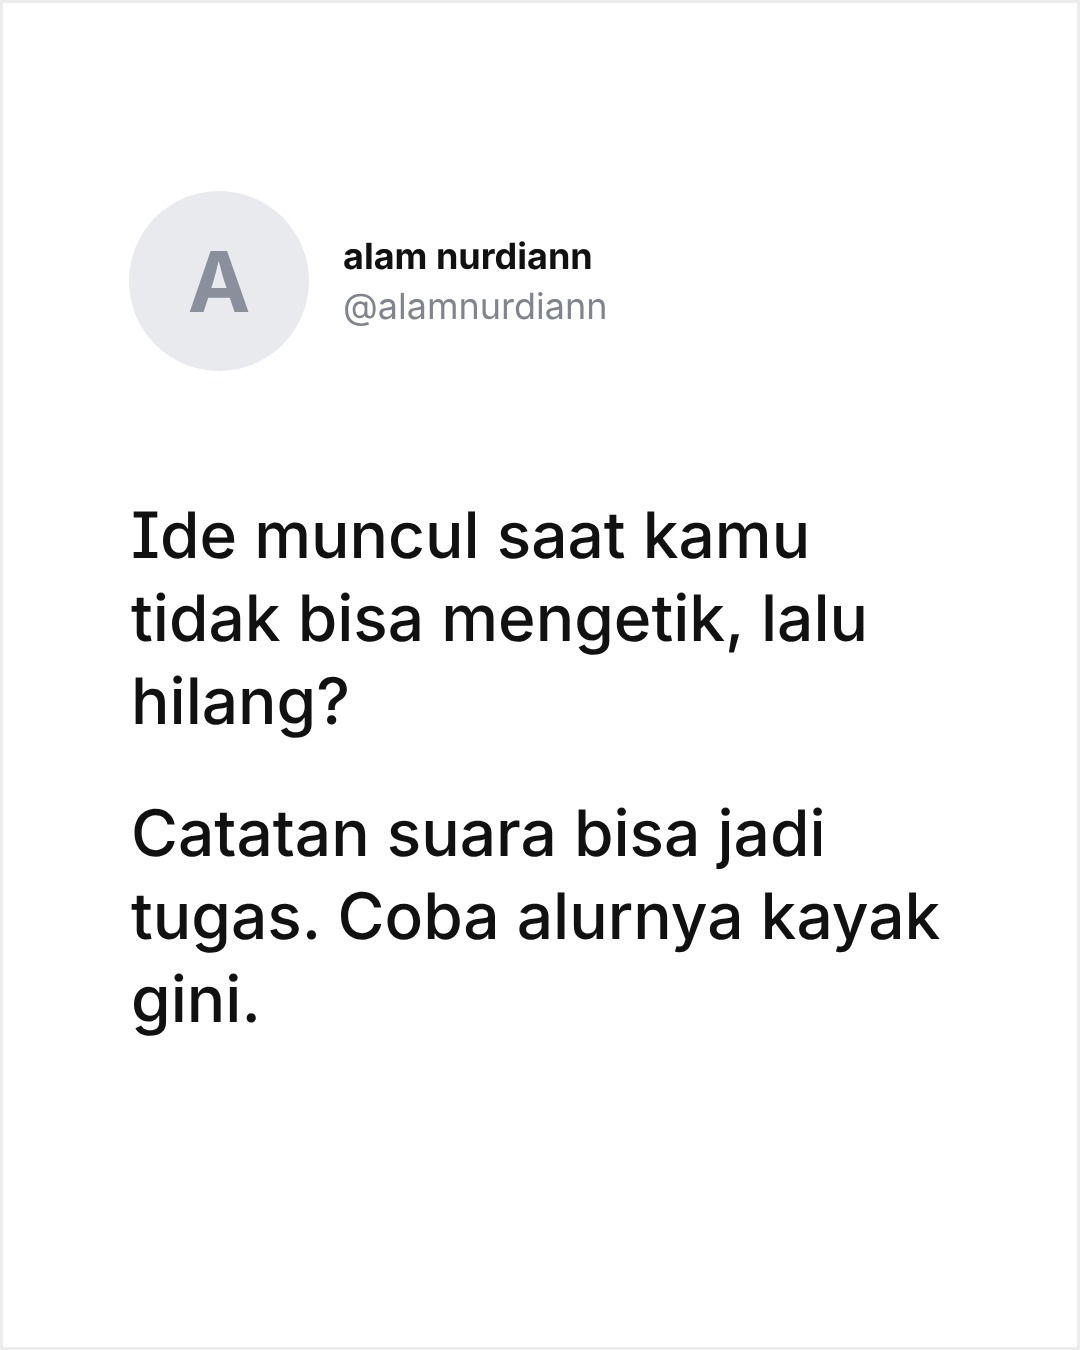 A
alam nurdiann
@alamnurdiann
Ide muncul saat kamu
tidak bisa mengetik, lalu
hilang?
Catatan suara bisa jadi
tugas. Coba alurnya kayak
gini.